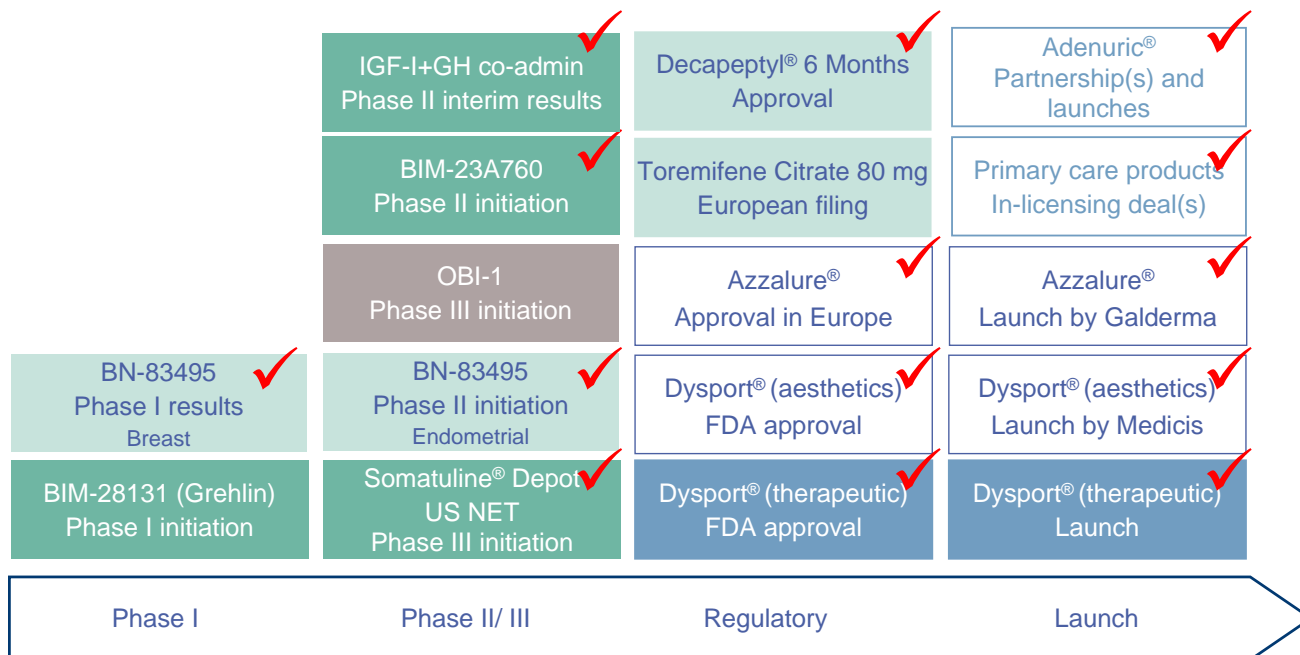 IGF-I+GH co-admin
Phase II interim results
Decapeptyl® 6 Months
Approval
Adenuric®
Partnership(s) and
launches
BIM-23A760
Phase II initiation
Toremifene Citrate 80 mg
European filing
Primary care products
In-licensing deal(s)
OBI-1
Phase III initiation
Azzalure®
Approval in Europe
Azzalure®
Launch by Galderma
BN-83495
Phase I results
Breast
BN-83495
Phase II initiation
Endometrial
Dysport® (aesthetics)
FDA approval
Dysport® (aesthetics)
Launch by Medicis
BIM-28131 (Grehlin)
Phase I initiation
Somatuline® Depot
US NET
Phase III initiation
Dysport® (therapeutic)
FDA approval
Dysport® (therapeutic)
Launch
Phase I
Phase II/ III
Regulatory
Launch